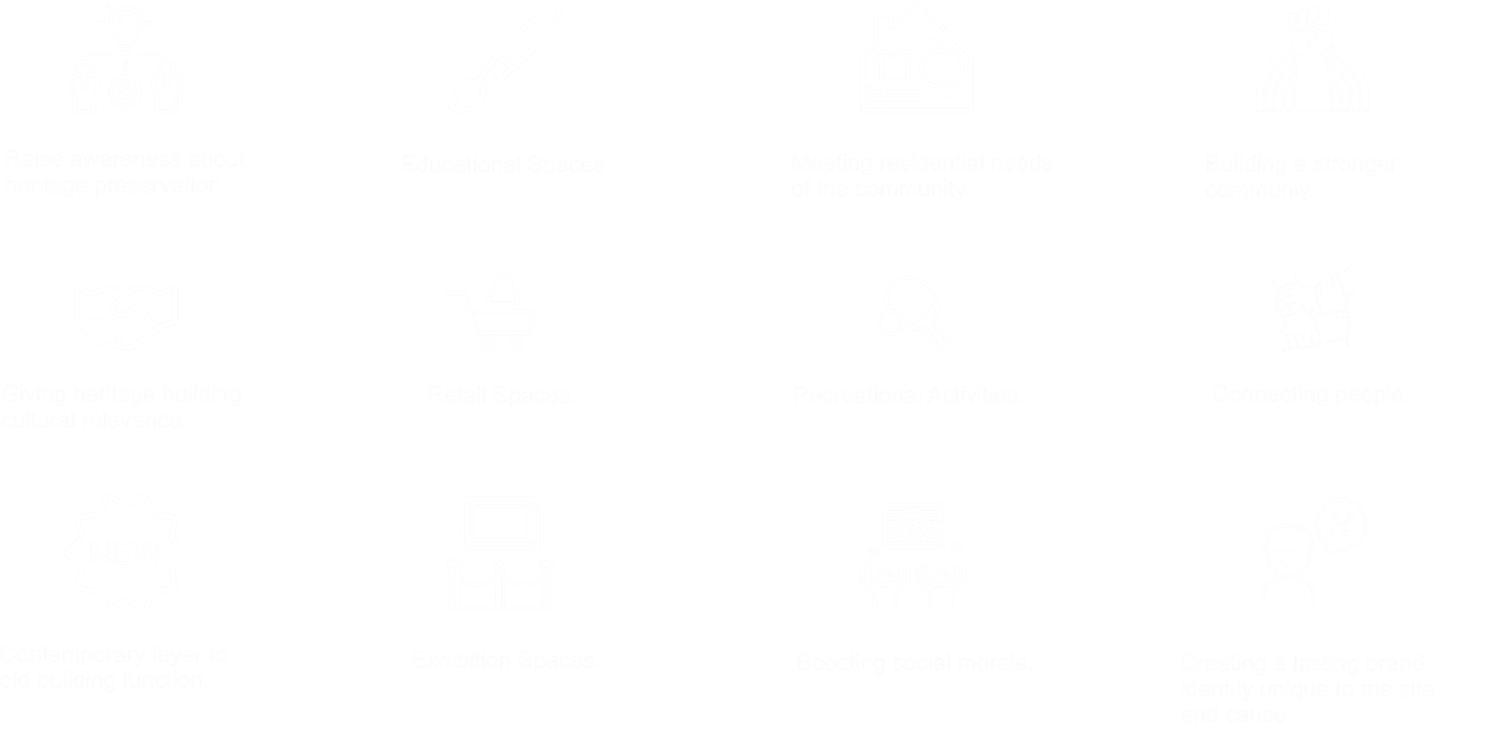 Raise awareness about
heritage preservation.
Educational Spaces
Meeting residential needs
of the community.
Building a stronger
community.
Giving heritage building
cultural relevance.
Retail Spaces.
Recreational Activities.
Connecting people
Contemporary layer to
old building function.
Exhibition Spaces
Boosting social morale.
Creating a lasting brand
identity unique to the site
and